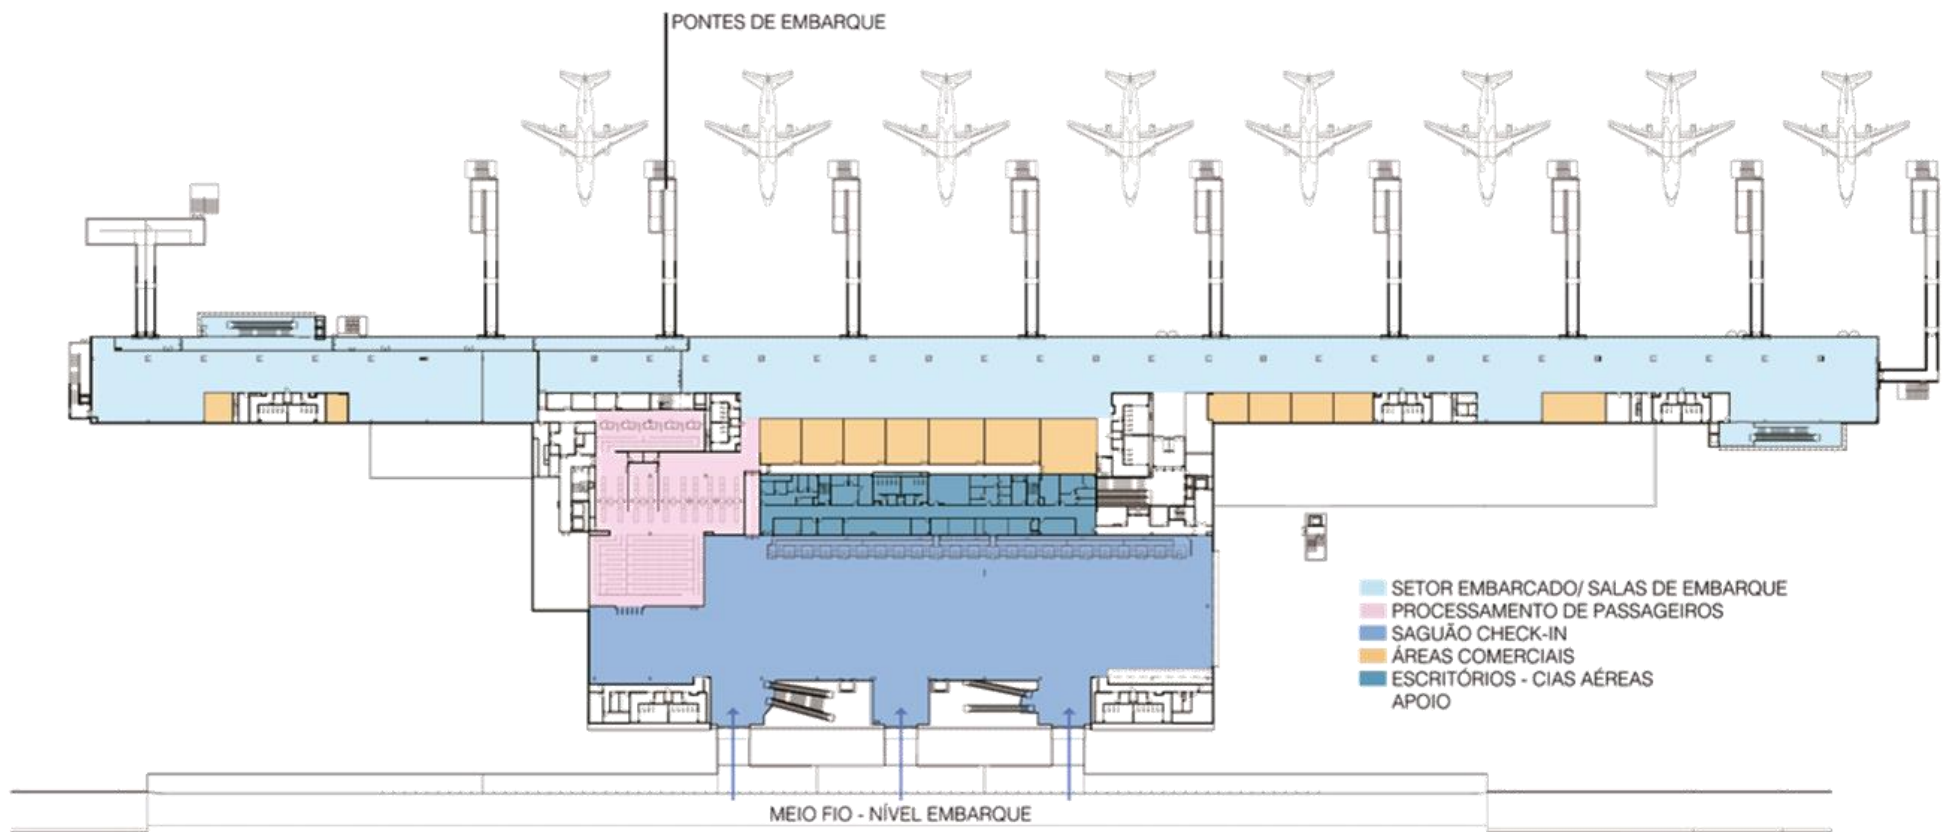 PONTES DE EMBARQUE
SETOR EMBARCADO/ SALAS DE EMBARQUE
PROCESSAMENTO DE PASSAGEIROS
SAGUÃO CHECK-IN
ÁREAS COMERCIAIS
ESCRITÓRIOS - CIAS AÉREAS
APOIO
MEIO FIO - NÍVEL EMBARQUE